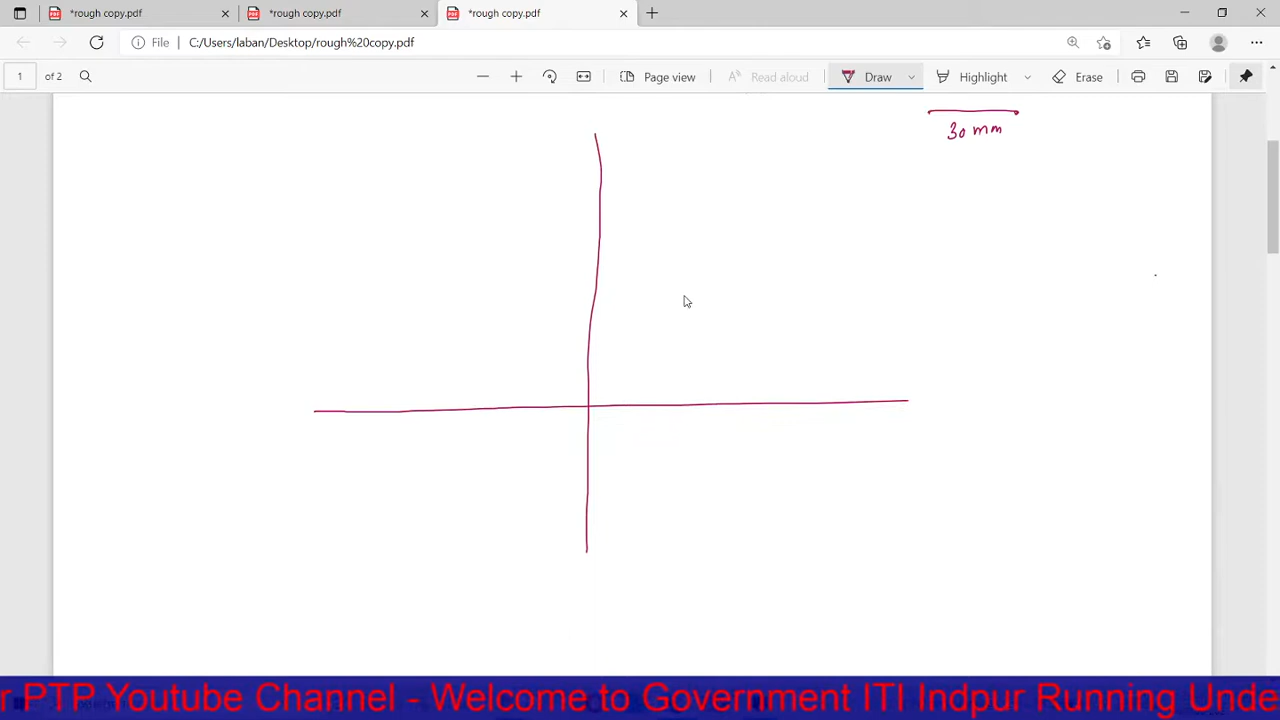 *rough copy.pdf
*rough copy.pdf
*rough copy.pdf
File
C:/Users/laban/Desktop/rough%20copy.pdf
1 of 2
Page view
Read aloud
Draw
Highlight
Erase
30 mm
r PTP Youtube Channel - Welcome to Government ITI Indpur Running Unde